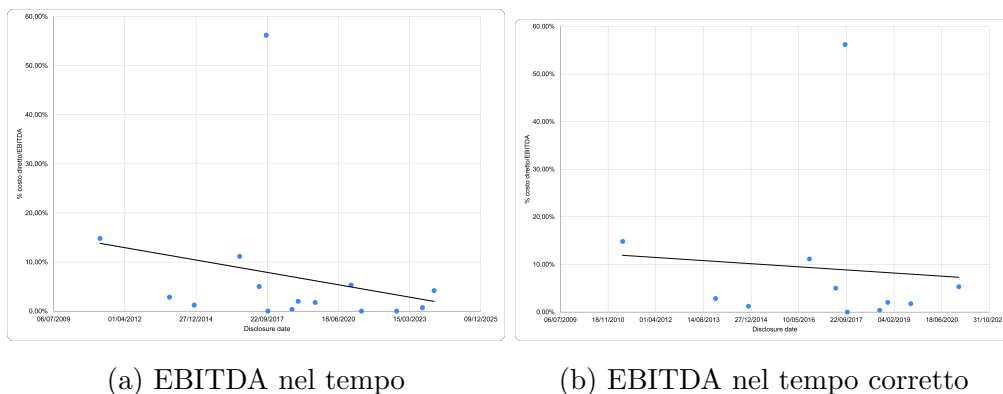 60,00%
50,00%
40,00%
30,00%
20,00%
10,00%
0,00%
% costo diretto/EBITDA
06/07/2009 01/04/2012 27/12/2014 22/09/2017 18/06/2020 15/03/2023 09/12/2025
Disclosure date
60,00%
50,00%
40,00%
30,00%
20,00%
10,00%
0,00%
% costo diretto/EBITDA
06/07/2009 18/11/2010 01/04/2012 14/08/2013 27/12/2014 10/05/2016 22/09/2017 04/02/2019 18/06/2020 31/10/202
Disclosure date
(a) EBITDA nel tempo
(b) EBITDA nel tempo corretto